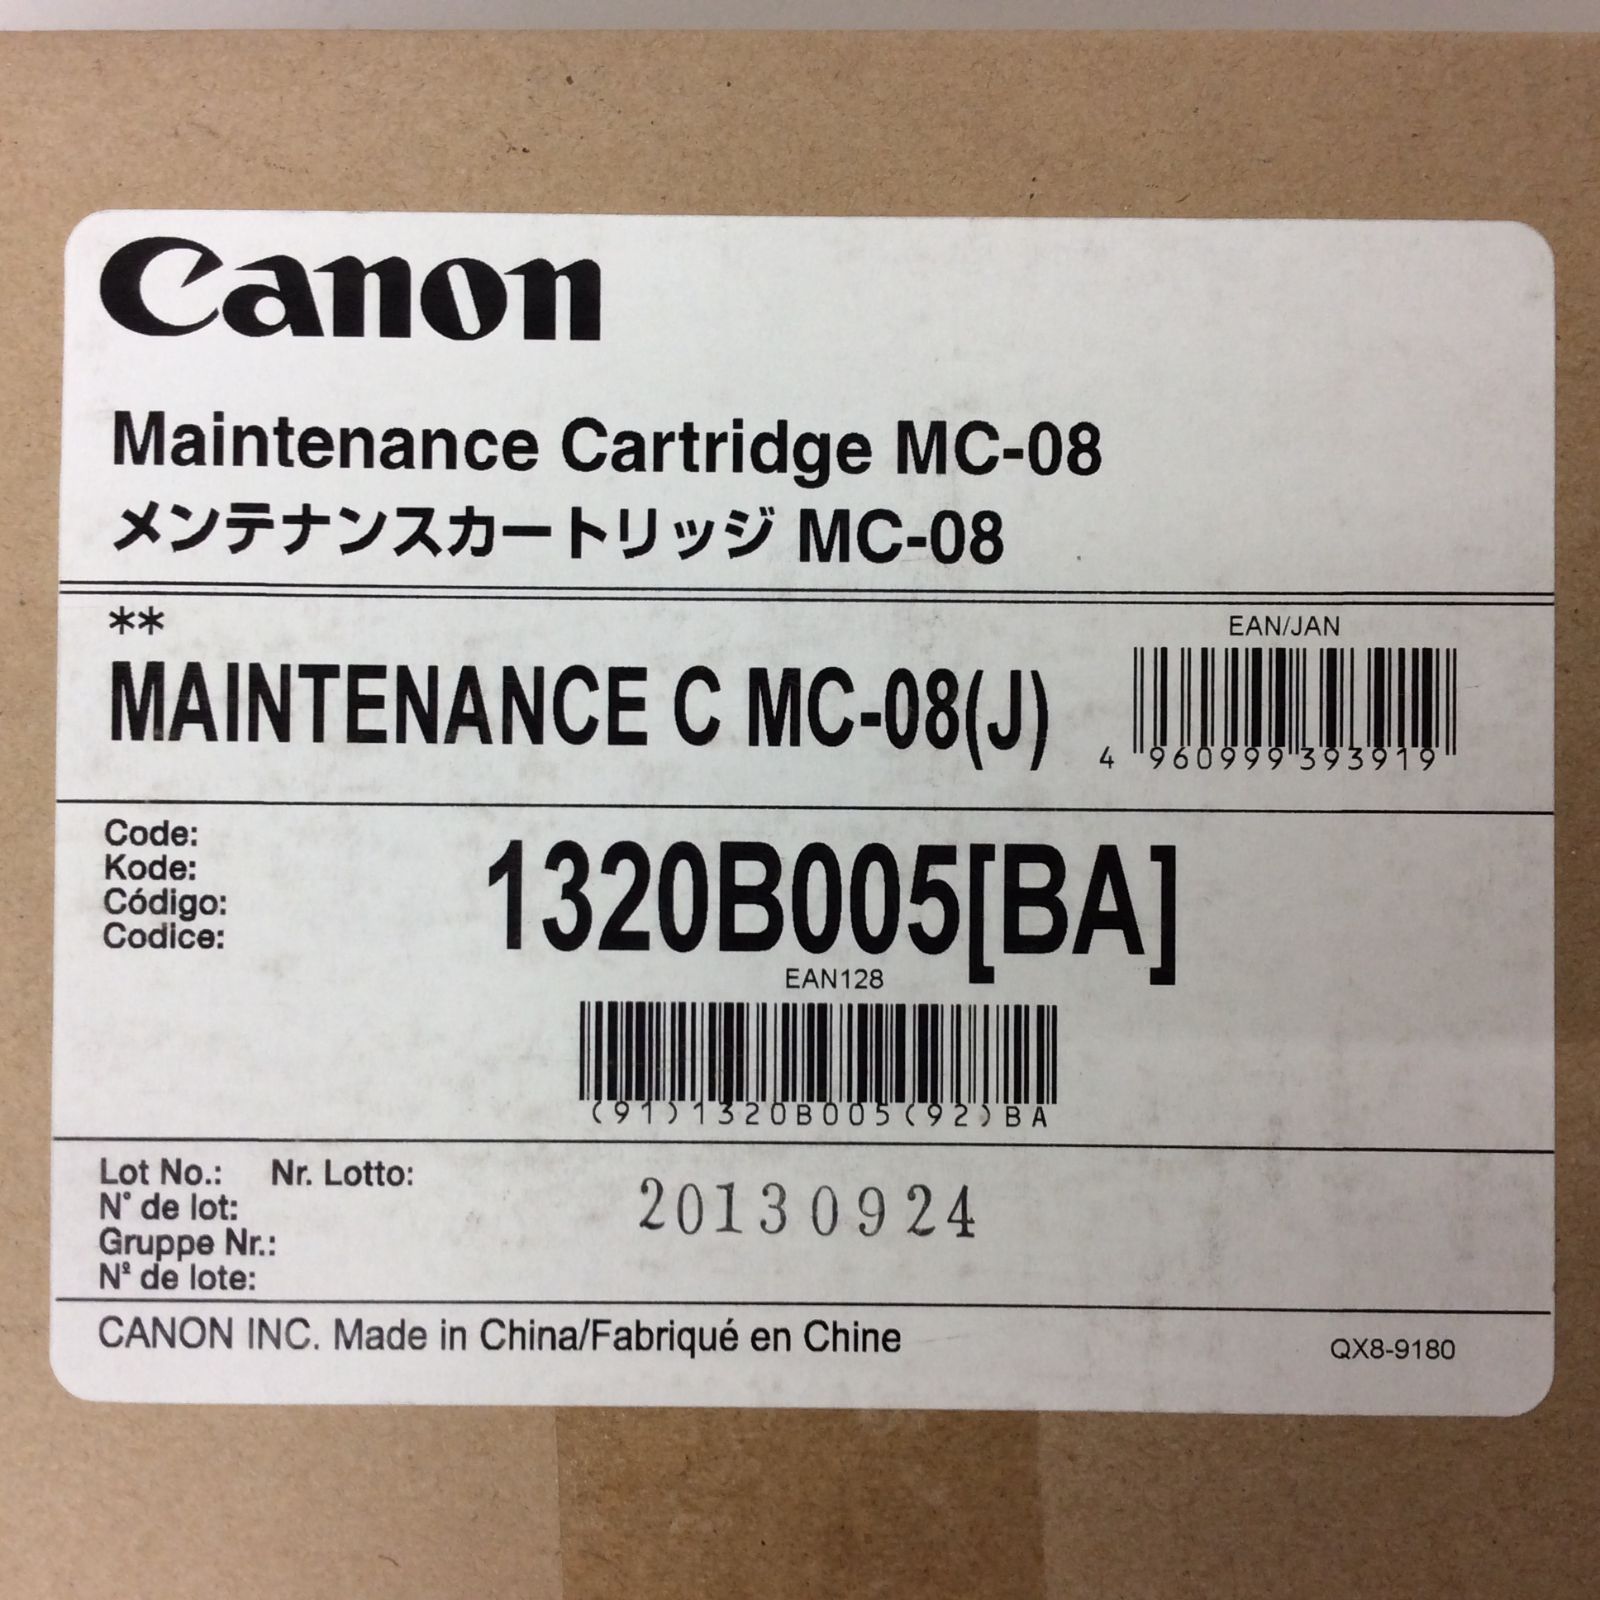 Canon
Maintenance Cartridge MC-08
メンテナンスカートリッジ MC-08
**
EAN/JAN
MAINTENANCE C MC-08(J)
4 960999 393919
Code:
Kode:
Código:
Codice:
1320B005[BA]
EAN128
(91)1320B005(92)BA
Lot No.: Nr. Lotto:
N° de lot:
Gruppe Nr.:
Nº de lote:
20130924
CANON INC. Made in China/Fabriqué en Chine
QX8-9180